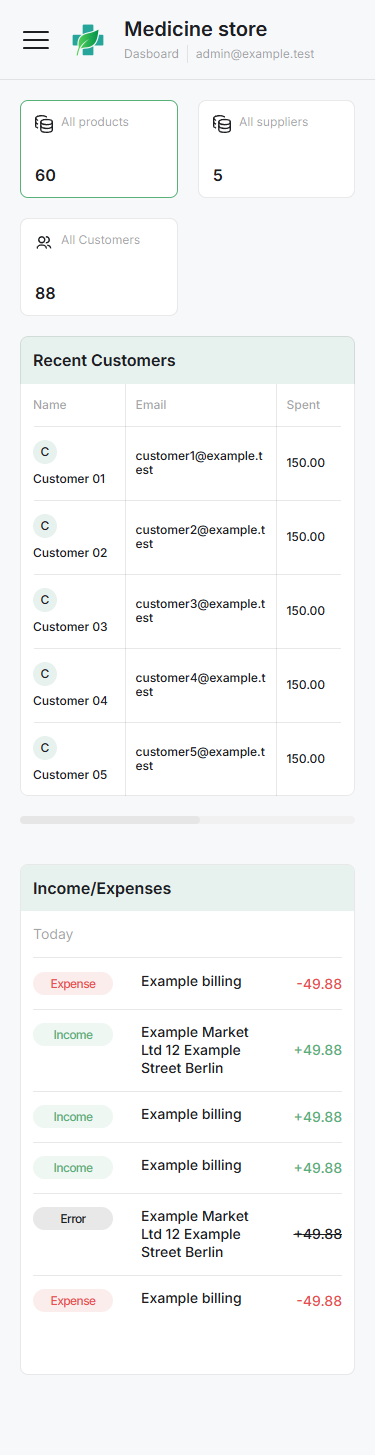 Medicine store
Dasboard admin@example.test
All products
60
All suppliers
5
All Customers
88
Recent Customers
Name Email Spent
C
Customer 01
customer1@example.t
est
150.00
C
Customer 02
customer2@example.t
est
150.00
C
Customer 03
customer3@example.t
est
150.00
C
Customer 04
customer4@example.t
est
150.00
C
Customer 05
customer5@example.t
est
150.00
Income/Expenses
Today
Expense Example billing -49.88
Income
Example Market
Ltd 12 Example
Street Berlin
+49.88
Income Example billing +49.88
Income Example billing +49.88
Error
Example Market
Ltd 12 Example
Street Berlin
+49.88
Expense Example billing -49.88